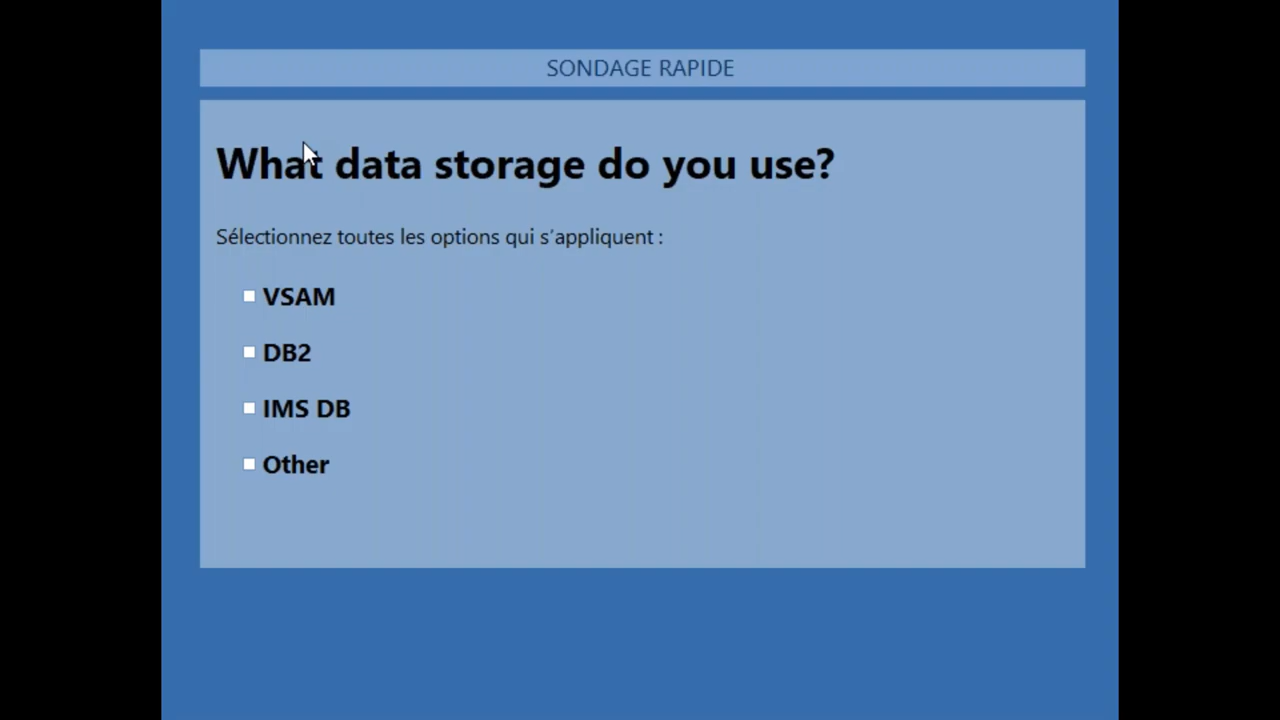 SONDAGE RAPIDE
What data storage do you use?
Sélectionnez toutes les options qui s’appliquent :
VSAM
DB2
IMS DB
Other